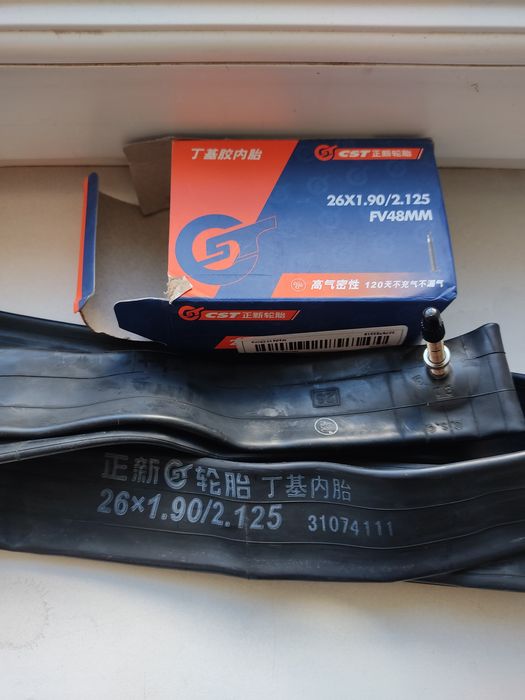 丁基胶内胎
CST 正新轮胎
26X1.90/2.125
FV48MM
高气密性 120天不充气不漏气
CST 正新轮胎
正新 轮胎 丁基内胎
26×1.90/2.125 31074111